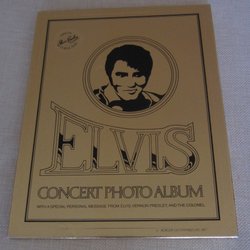 ELVIS
CONCERT PHOTO ALBUM
WITH A SPECIAL PERSONAL MESSAGE FROM ELVIS, VERNON PRESLEY, AND THE COLONEL